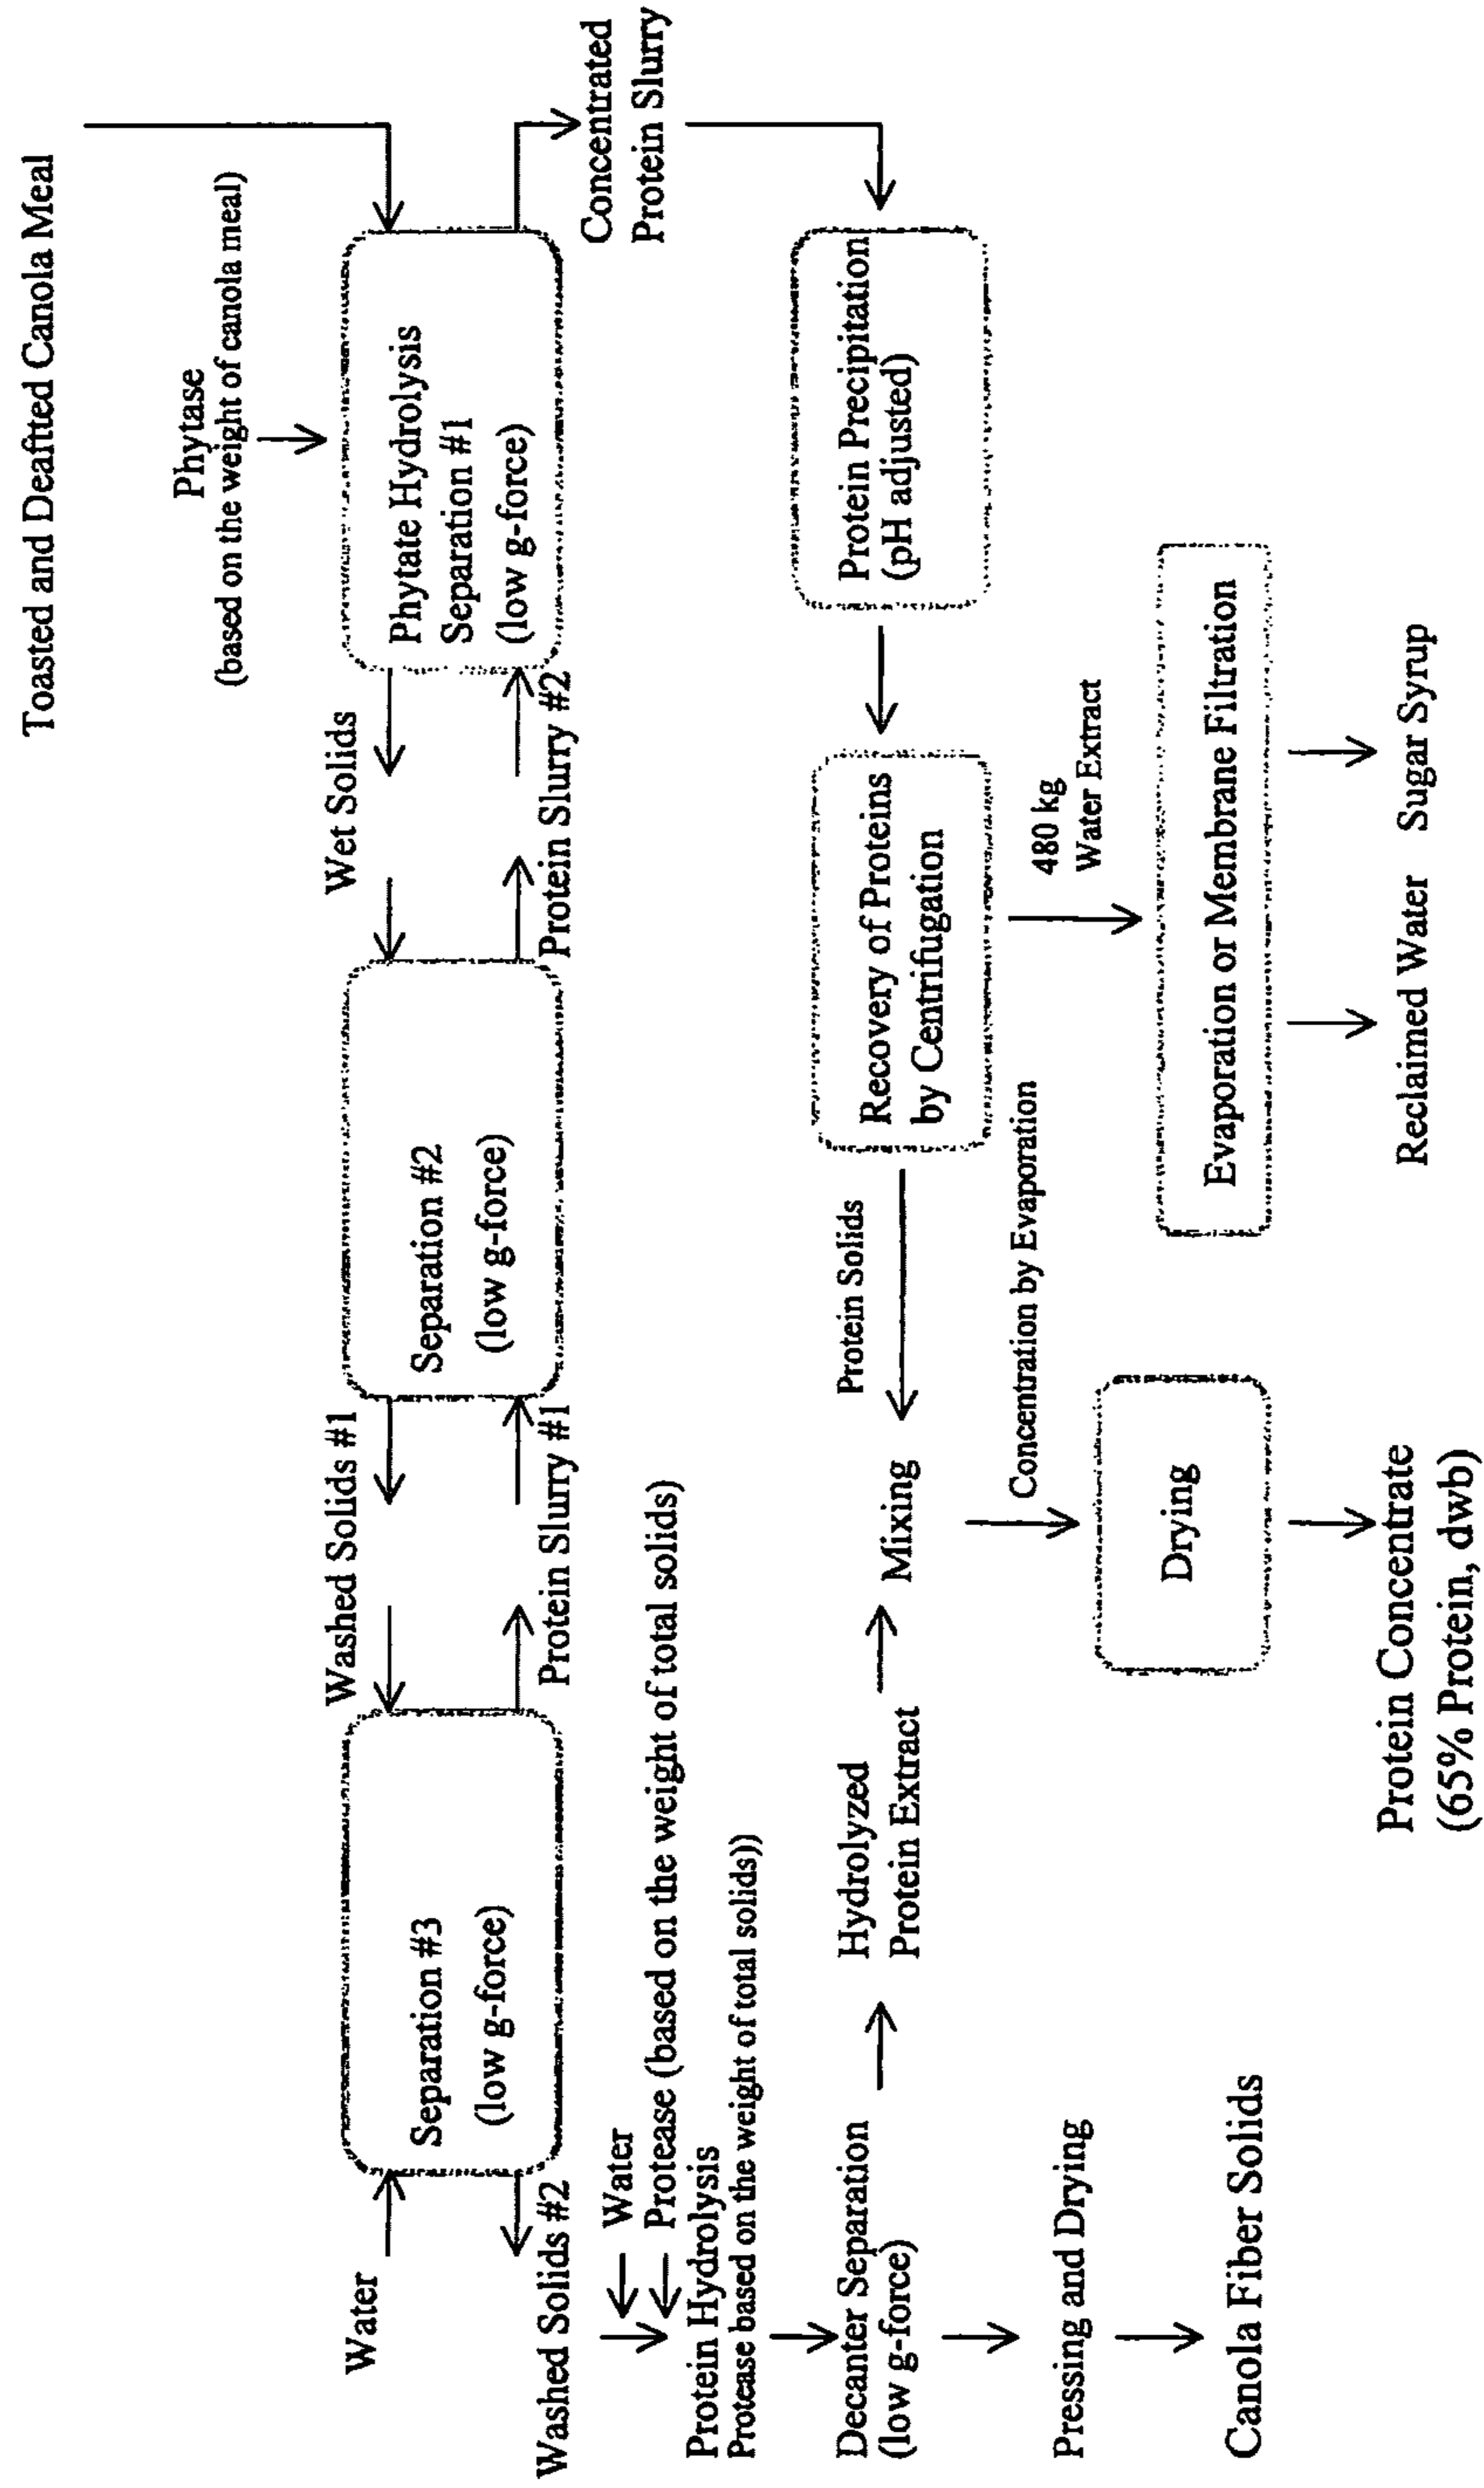 Toasted and Deaftted Canola Meal
Phytase
(based on the weight of canola meal)
Water
Washed Solids #1
Wet Solids
Separation #3
(low g-force)
Separation #2
(low g-force)
Phytate Hydrolysis
Separation #1
(low g-force)
Washed Solids #2
Protein Slurry #1
Protein Slurry #2
Concentrated
Protein Slurry
Water
Protease (based on the weight of total solids)
Protein Hydrolysis
Protease based on the weight of total solids))
Decanter Separation
(low g-force)
Hydrolyzed
Protein Extract
Mixing
Protein Solids
Recovery of Proteins
by Centrifugation
Protein Precipitation
(pH adjusted)
Pressing and Drying
Concentration by Evaporation
480 kg
Water Extract
Canola Fiber Solids
Drying
Evaporation or Membrane Filtration
Protein Concentrate
(65% Protein, dwb)
Reclaimed Water
Sugar Syrup